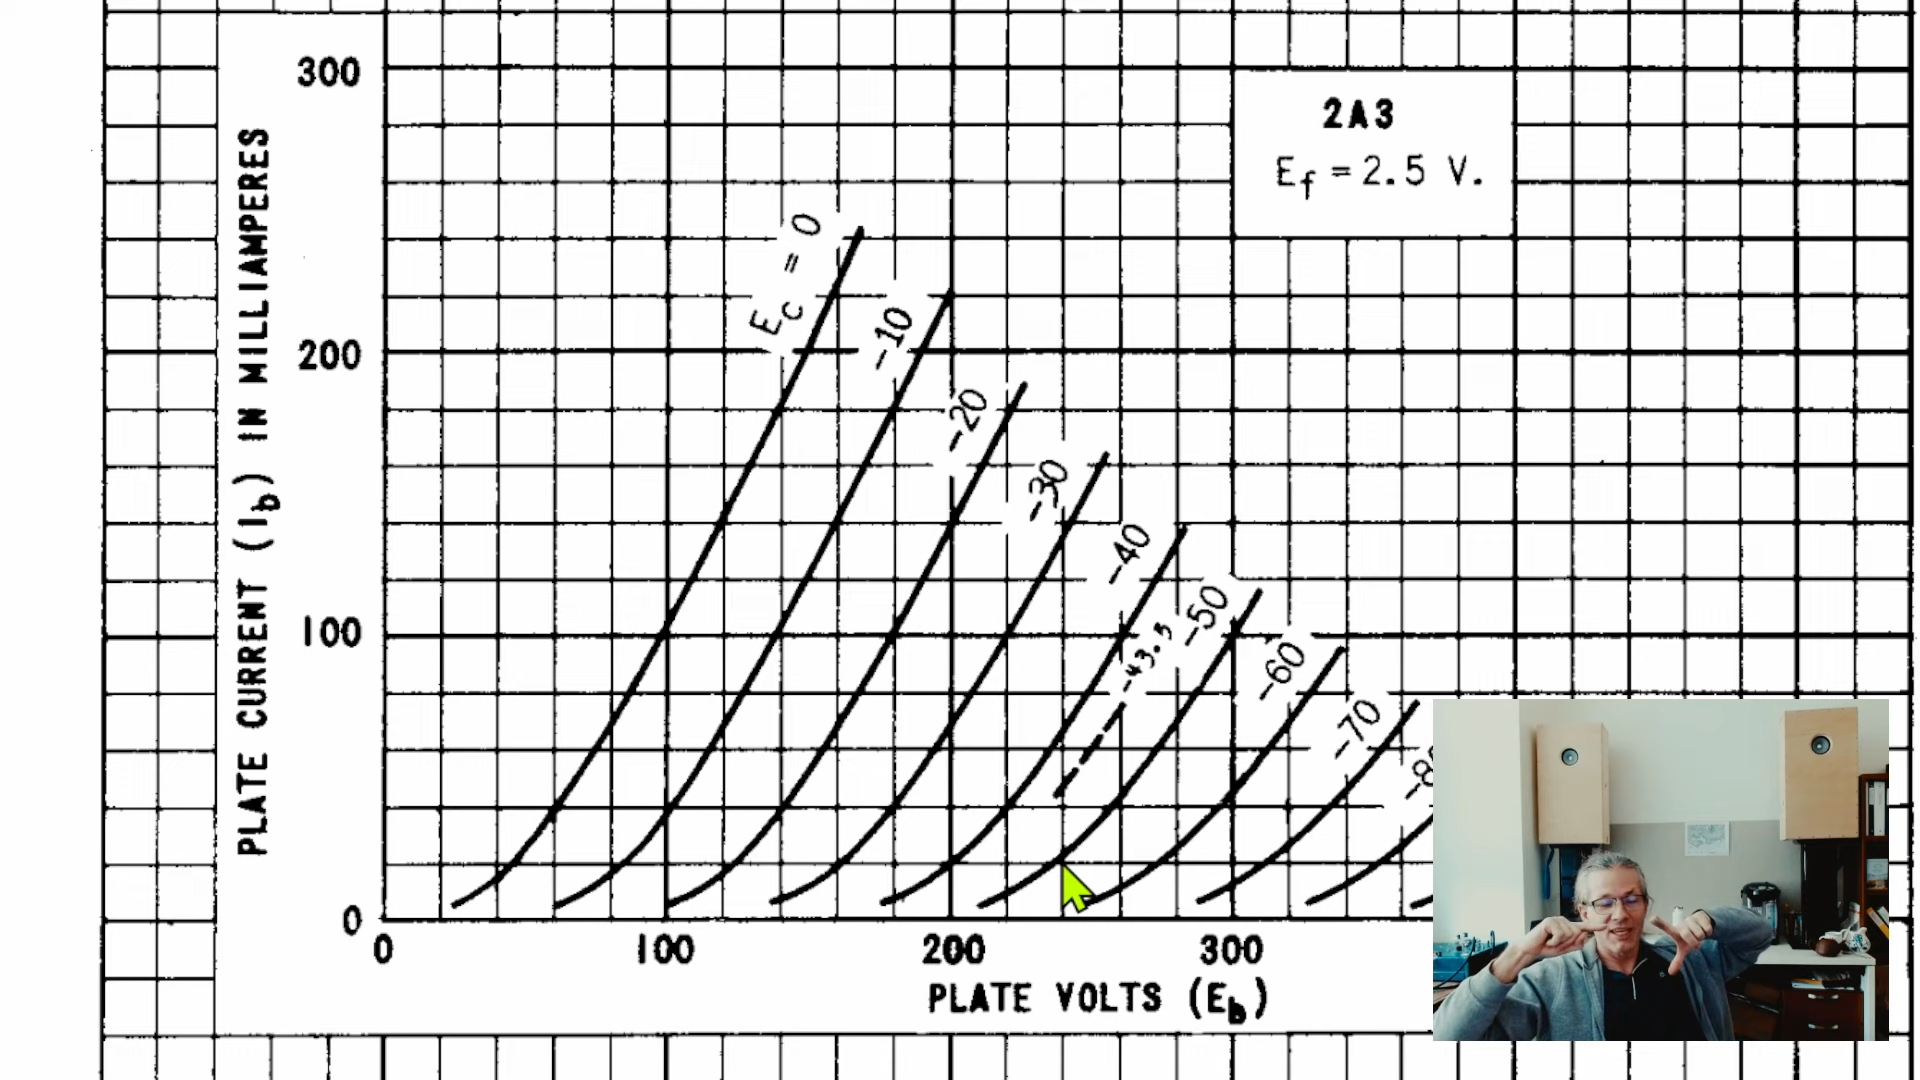 300
2A3
Ef = 2.5 V.
Ec = 0
-10
200
-20
-30
-40
-43.5
-50
100
-60
-70
0
0 100 200 300
PLATE VOLTS (Eb)
PLATE CURRENT (Ib) IN MILLIAMPERES